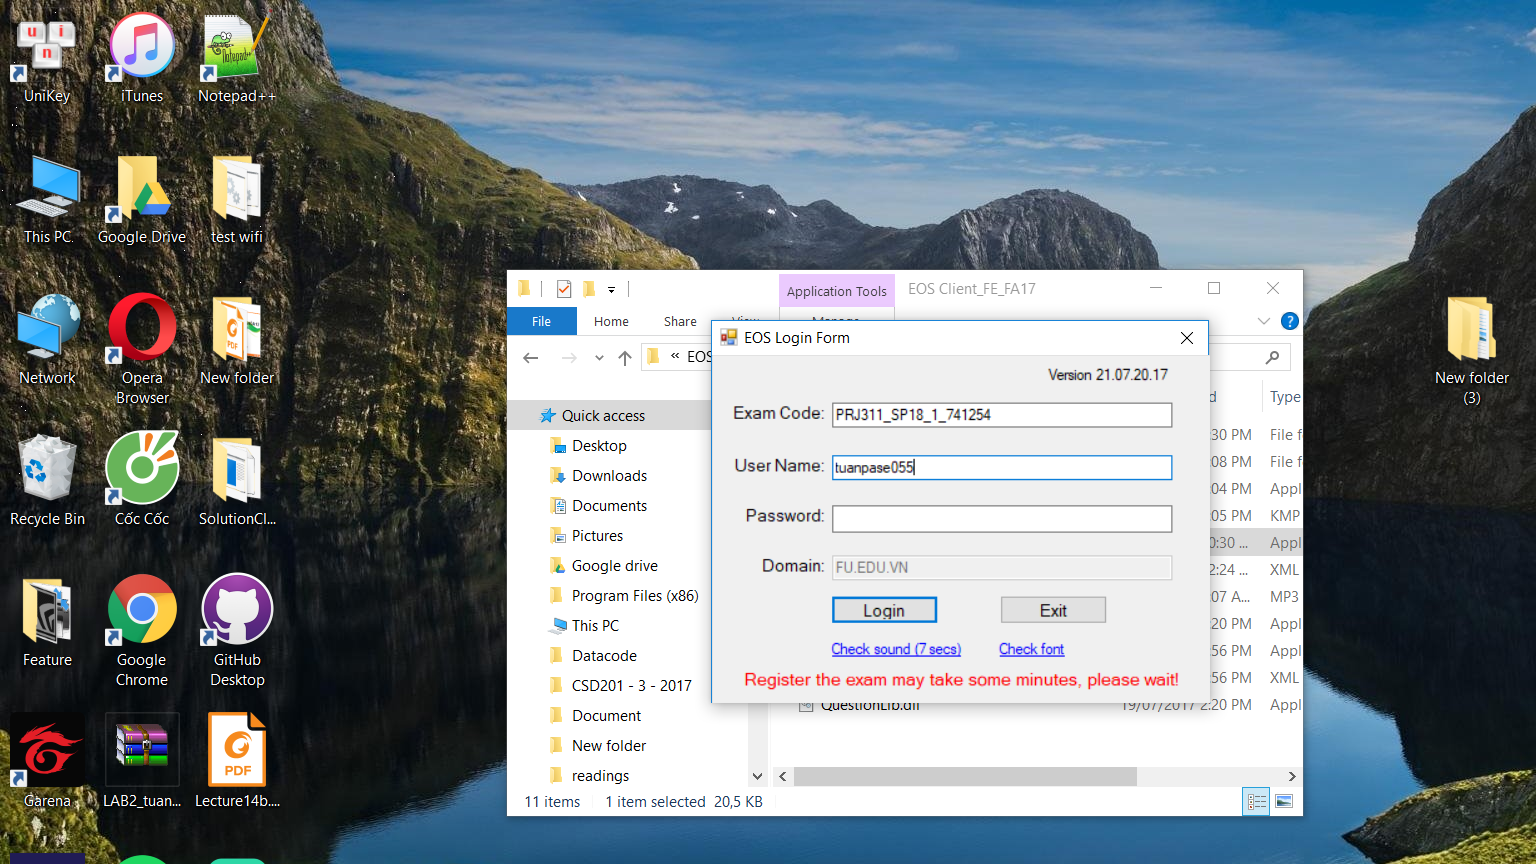 u i
n
UniKey
iTunes
Notepad++
Notepad++
This PC
Google Drive
test wifi
Network
Opera
Browser
PDF
New folder
Recycle Bin
Cốc Cốc
SolutionCl...
Feature
Google
Chrome
GitHub
Desktop
Garena
LAB2_tuan...
PDF
Lecture14b....
New folder
(3)
Application Tools
EOS Client_FE_FA17
File
Home
Share
View
Manage
?
« EOS
Quick access
Desktop
Downloads
Documents
Pictures
Google drive
Program Files (x86)
This PC
Datacode
CSD201 - 3 - 2017
Document
New folder
readings
d Type
:30 PM File f
:08 PM File f
:04 PM Appl
:05 PM KMP
0:30 ... Appl
2:24 ... XML
:07 A... MP3
:20 PM Appl
:56 PM Appl
:56 PM XML
QuestionLib.dll 19/07/2017 2:20 PM Appl
11 items 1 item selected 20,5 KB
EOS Login Form
Version 21.07.20.17
Exam Code: PRJ311_SP18_1_741254
User Name: tuanpase055
Password:
Domain: FU.EDU.VN
Login Exit
Check sound (7 secs) Check font
Register the exam may take some minutes, please wait!